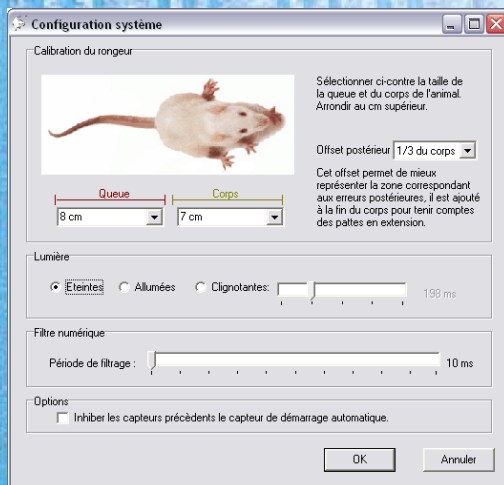 Configuration système
Calibration du rongeur
Sélectionner ci-contre la taille de
la queue et du corps de l'animal.
Arrondir au cm supérieur.
Offset postérieur 1/3 du corps
Cet offset permet de mieux
représenter la zone correspondant
aux erreurs postérieures, il est ajouté
à la fin du corps pour tenir comptes
des pattes en extension.
Queue Corps
8 cm 7 cm
Lumière
Eteintes Allumées Clignotantes: 198 ms
Filtre numérique
Période de filtrage : 10 ms
Options
Inhiber les capteurs précèdents le capteur de démarrage automatique.
OK Annuler